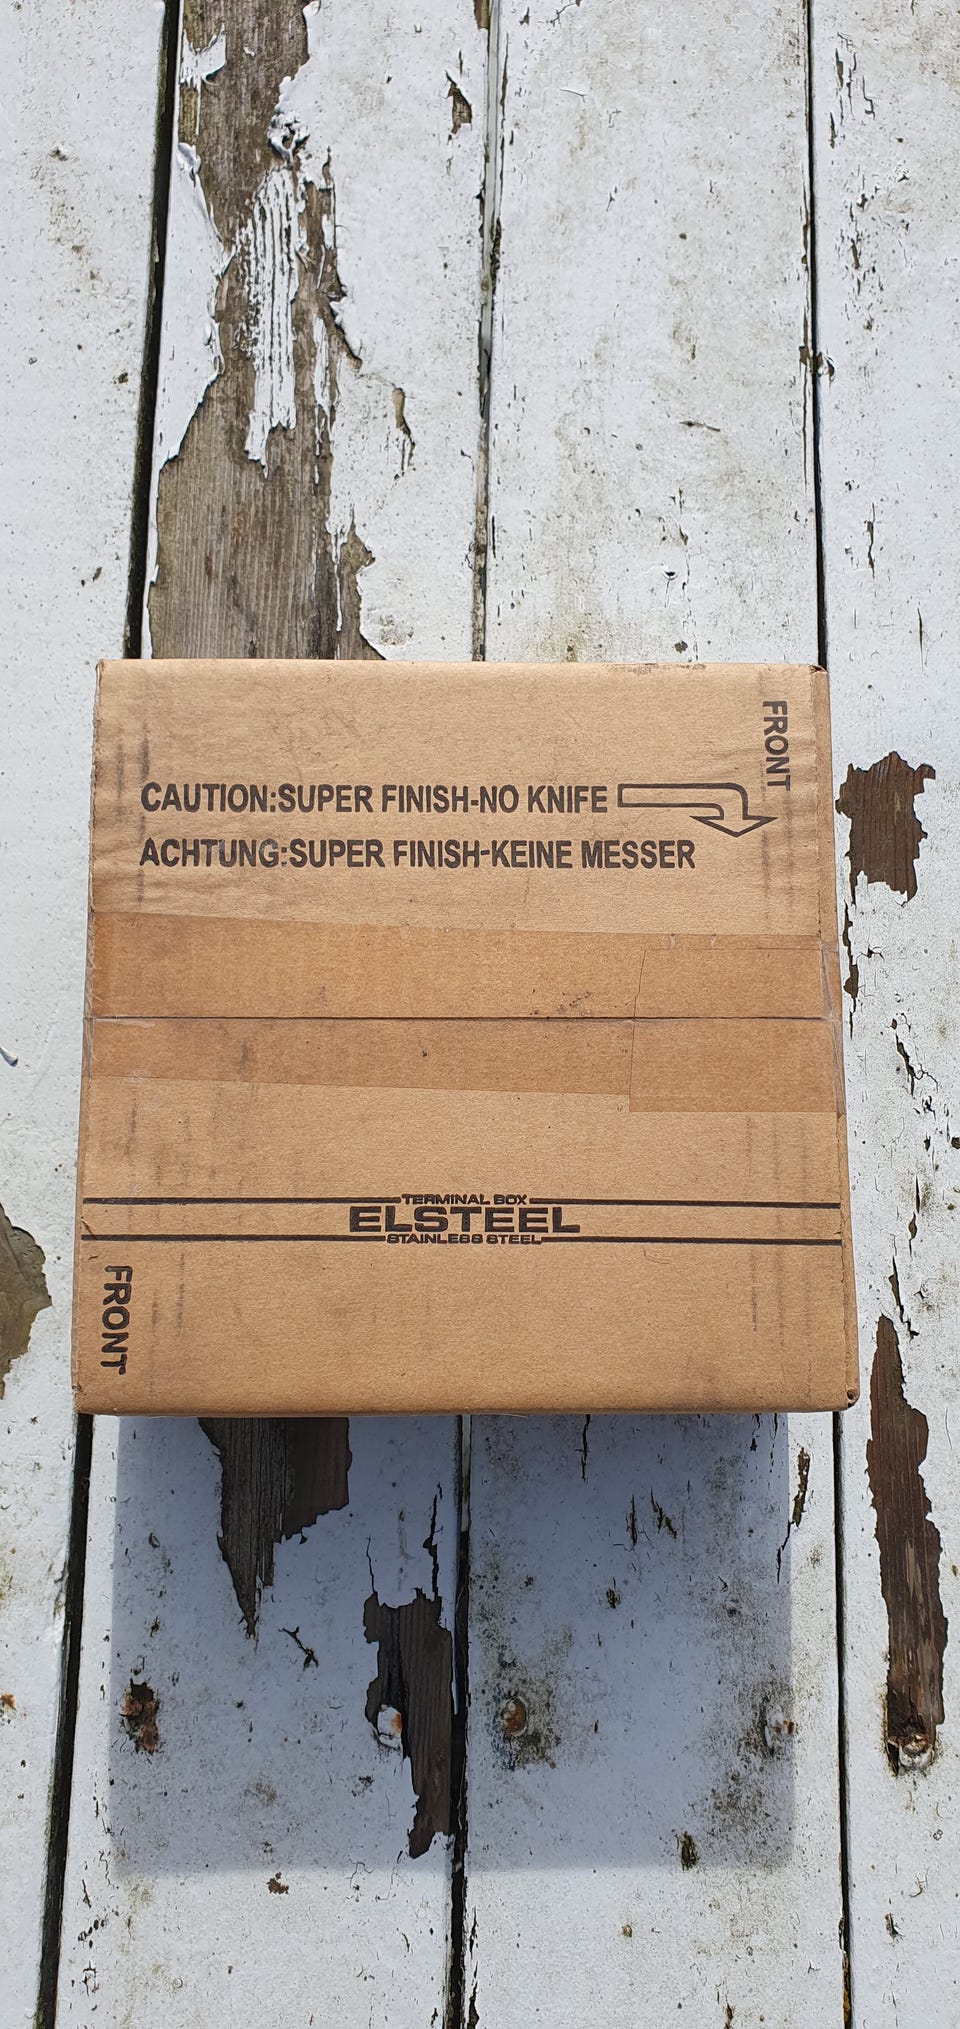 FRONT
CAUTION:SUPER FINISH-NO KNIFE
ACHTUNG:SUPER FINISH-KEINE MESSER
TERMINAL BOX
ELSTEEL
STAINLESS STEEL
FRONT